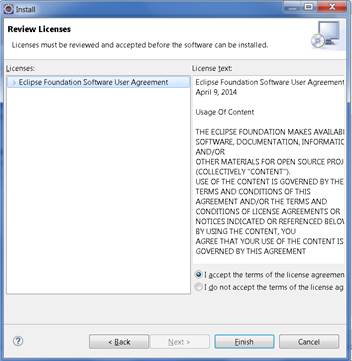 Install
Review Licenses
Licenses must be reviewed and accepted before the software can be installed.
Licenses:
Eclipse Foundation Software User Agreement
License text:
Eclipse Foundation Software User Agreement
April 9, 2014
Usage Of Content
THE ECLIPSE FOUNDATION MAKES AVAILAB
SOFTWARE, DOCUMENTATION, INFORMATIO
AND/OR
OTHER MATERIALS FOR OPEN SOURCE PROJ
(COLLECTIVELY "CONTENT").
USE OF THE CONTENT IS GOVERNED BY THE
TERMS AND CONDITIONS OF THIS
AGREEMENT AND/OR THE TERMS AND
CONDITIONS OF LICENSE AGREEMENTS OR
NOTICES INDICATED OR REFERENCED BELOW
BY USING THE CONTENT, YOU
AGREE THAT YOUR USE OF THE CONTENT IS
GOVERNED BY THIS AGREEMENT
I accept the terms of the license agreemen
I do not accept the terms of the license ag
? < Back Next > Finish Cancel